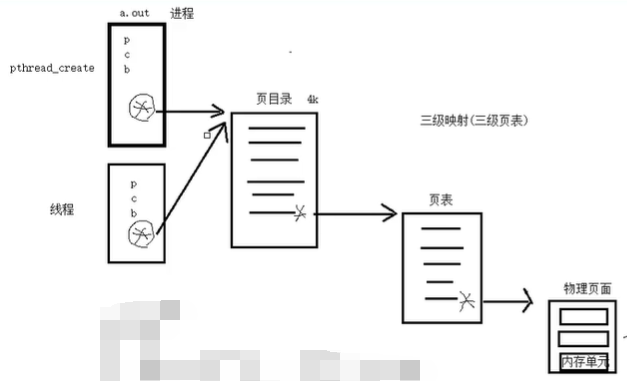 a.out 进程
p
c
b
pthread_create
页目录 4k
三级映射(三级页表)
线程
p
c
b
页表
物理页面
内存单元